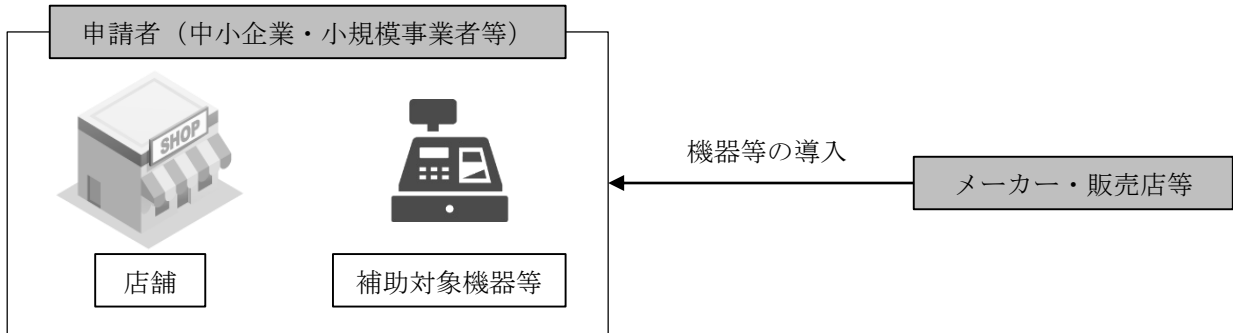 申請者（中小企業・小規模事業者等）
SHOP
機器等の導入
メーカー・販売店等
店舗
補助対象機器等